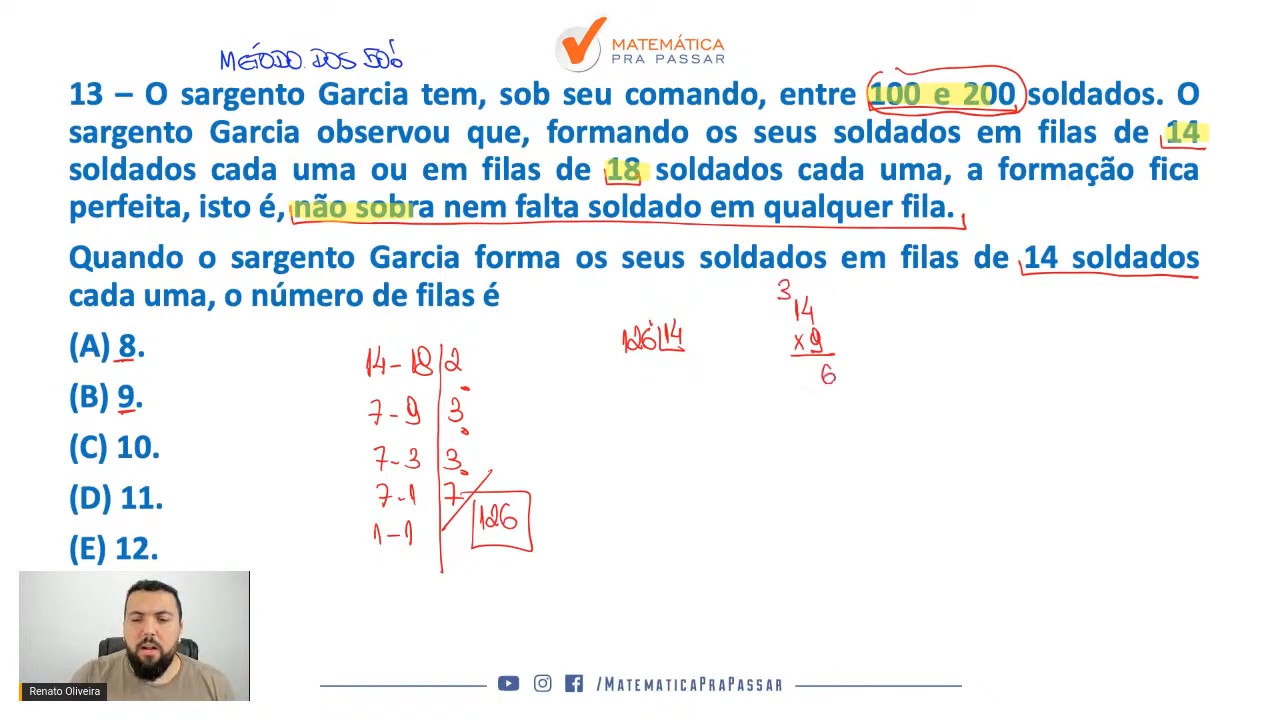 MÉTODO DOS 50ó
MATEMÁTICA
PRA PASSAR
13 – O sargento Garcia tem, sob seu comando, entre 100 e 200 soldados. O
sargento Garcia observou que, formando os seus soldados em filas de 14
soldados cada uma ou em filas de 18 soldados cada uma, a formação fica
perfeita, isto é, não sobra nem falta soldado em qualquer fila.
Quando o sargento Garcia forma os seus soldados em filas de 14 soldados
cada uma, o número de filas é
(A) 8.
(B) 9.
(C) 10.
(D) 11.
(E) 12.
14 – 18 | 2
7 – 9 | 3
7 – 3 | 3
7 – 1 | 7
1 – 1
126
126 | 14
3
14
x 9
6
Renato Oliveira
/MatematicaPraPassar